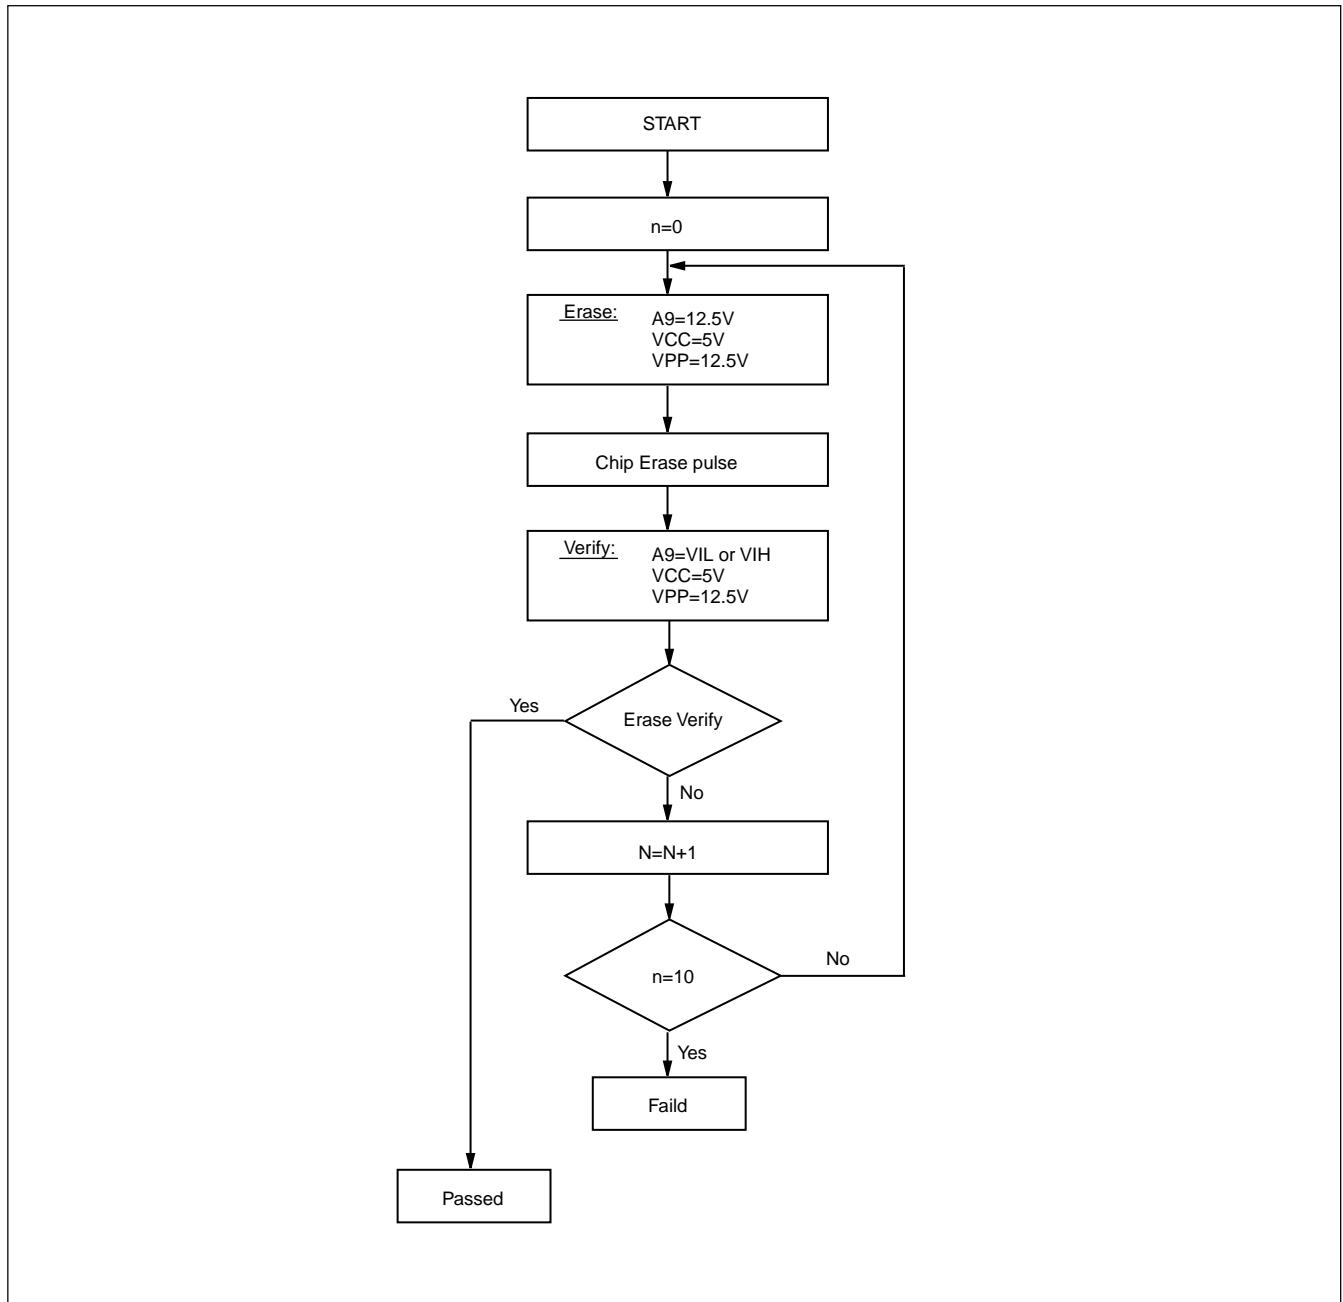 START
n=0
Erase:
A9=12.5V
VCC=5V
VPP=12.5V
Chip Erase pulse
Verify:
A9=VIL or VIH
VCC=5V
VPP=12.5V
Yes
Erase Verify
No
N=N+1
n=10
No
Yes
Faild
Passed